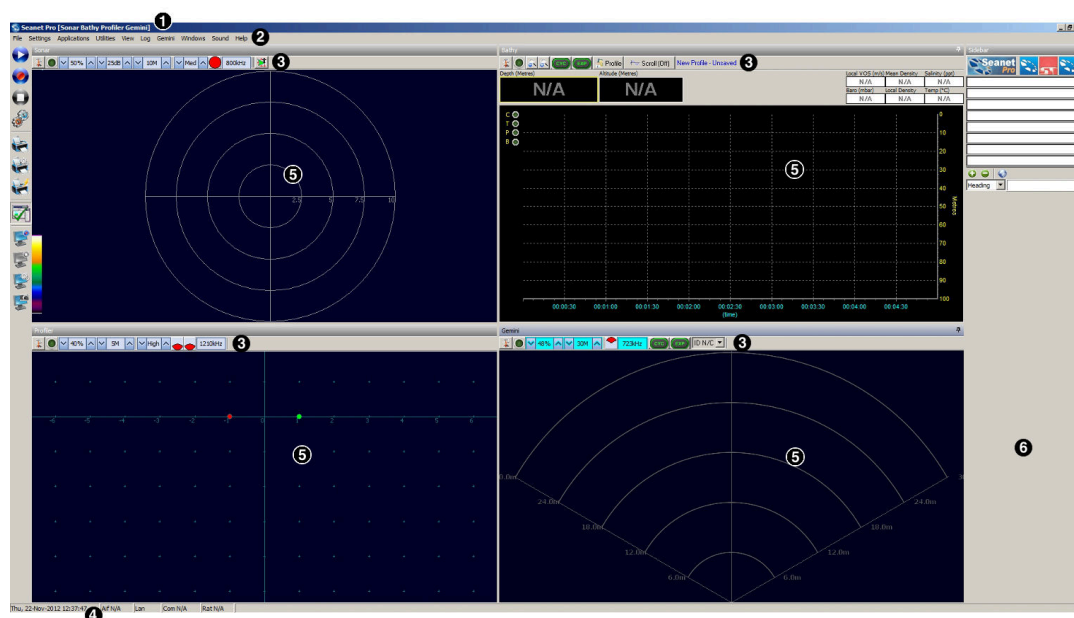 1
Seanet Pro [Sonar Bathy Profiler Gemini]
File Settings Applications Utilities View Log Gemini Windows Sound Help 2
Sonar
50% 25dB 10M Med 800kHz 3
5
2.5 5 7.5 10
Bathy
CYC EXP Profile Scroll (Off) New Profile - Unsaved 3
Depth (Metres) Altitude (Metres)
N/A N/A
Local VOS (m/s) Mean Density Salinity (ppt)
N/A N/A N/A
Baro (mbar) Local Density Temp (°C)
N/A N/A N/A
C
T
P
B
5
0
10
20
30
40
50
60
70
80
90
100
Metres
00:00:30 00:01:00 00:01:30 00:02:00 00:02:30 00:03:00 00:03:30 00:04:00 00:04:30
(time)
Sidebar
Seanet
Pro
Heading
6
Profiler
40% 5M High 1210kHz 3
-6 -5 -4 -3 -2 -1 0 1 2 3 4 5 6
5
Gemini
48% 30M 723kHz CYC EXP ID N/C 3
5
24.0m 24.0m
18.0m 18.0m
12.0m 12.0m
6.0m 6.0m
Thu, 22-Nov-2012 12:37:47 Aif N/A Lan Com N/A Rat N/A
4